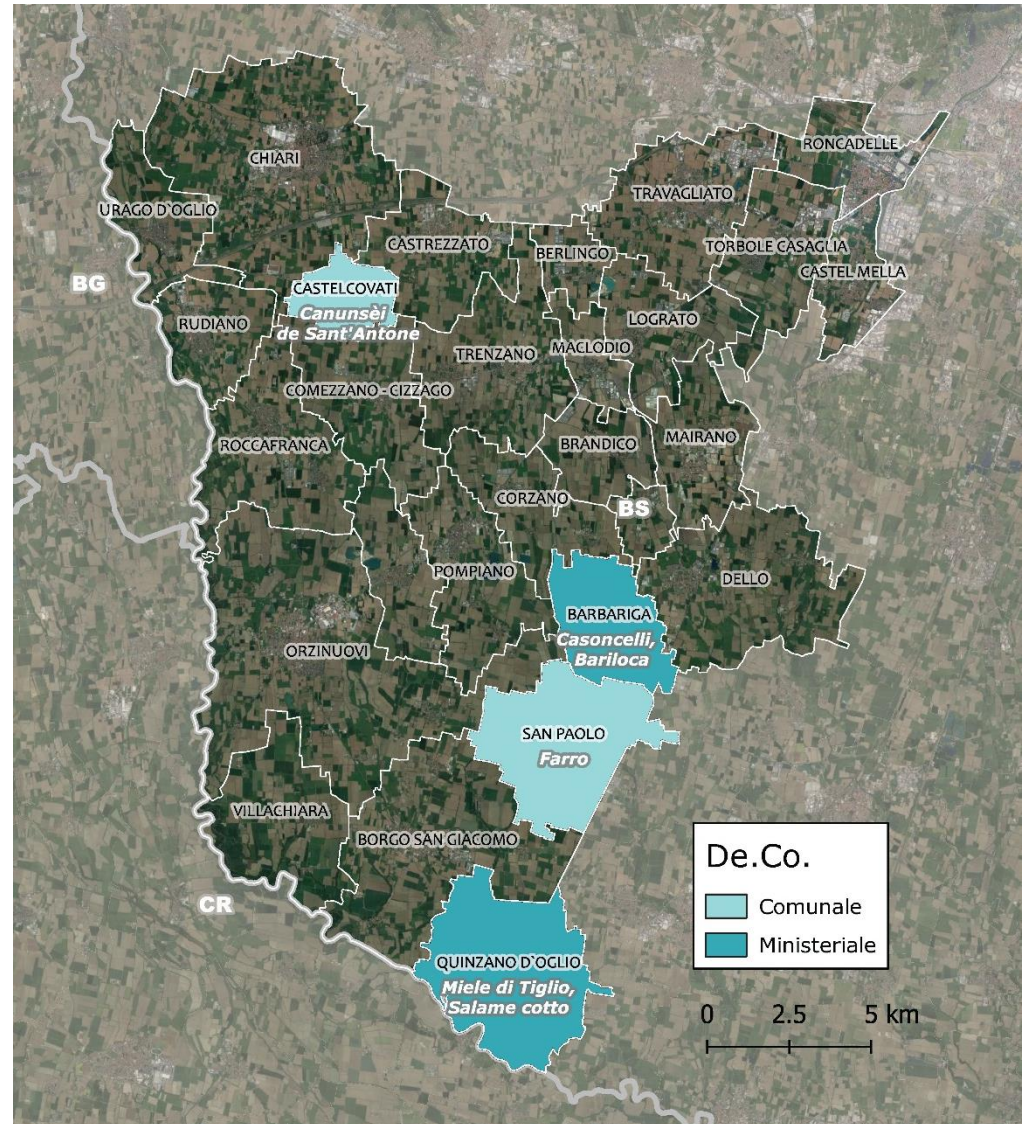 RONCADELLE
CHIARI
TRAVAGLIATO
URAGO D`OGLIO
CASTREZZATO
BERLINGO
TORBOLE CASAGLIA
CASTEL MELLA
BG
CASTELCOVATI
Canunsèi
de Sant'Antone
RUDIANO
LOGRATO
TRENZANO
MACLODIO
COMEZZANO - CIZZAGO
ROCCAFRANCA
BRANDICO
MAIRANO
CORZANO
BS
POMPIANO
DELLO
BARBARIGA
Casoncelli,
Bariloca
ORZINUOVI
SAN PAOLO
Farro
VILLACHIARA
BORGO SAN GIACOMO
CR
QUINZANO D`OGLIO
Miele di Tiglio,
Salame cotto
De.Co.
Comunale
Ministeriale
0 2.5 5 km